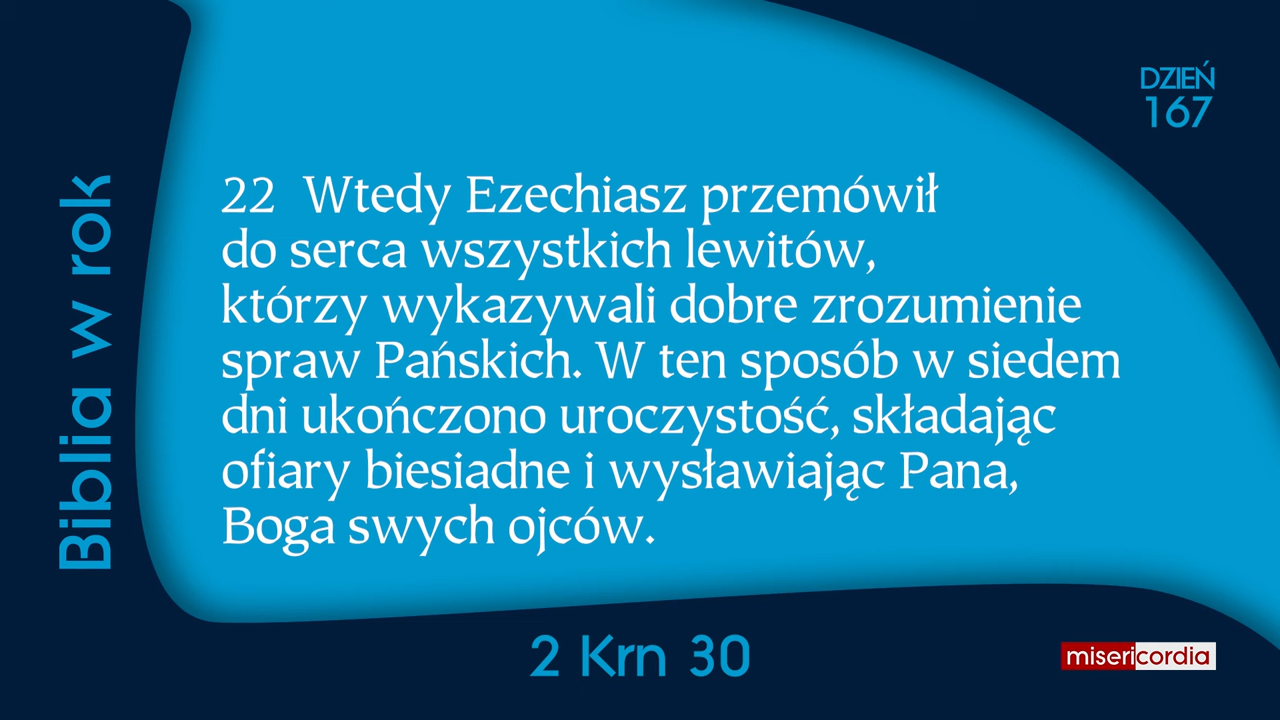 DZIEŃ
167
Biblia w rok
22 Wtedy Ezechiasz przemówił
do serca wszystkich lewitów,
którzy wykazywali dobre zrozumienie
spraw Pańskich. W ten sposób w siedem
dni ukończono uroczystość, składając
ofiary biesiadne i wysławiając Pana,
Boga swych ojców.
2 Krn 30
misericordia